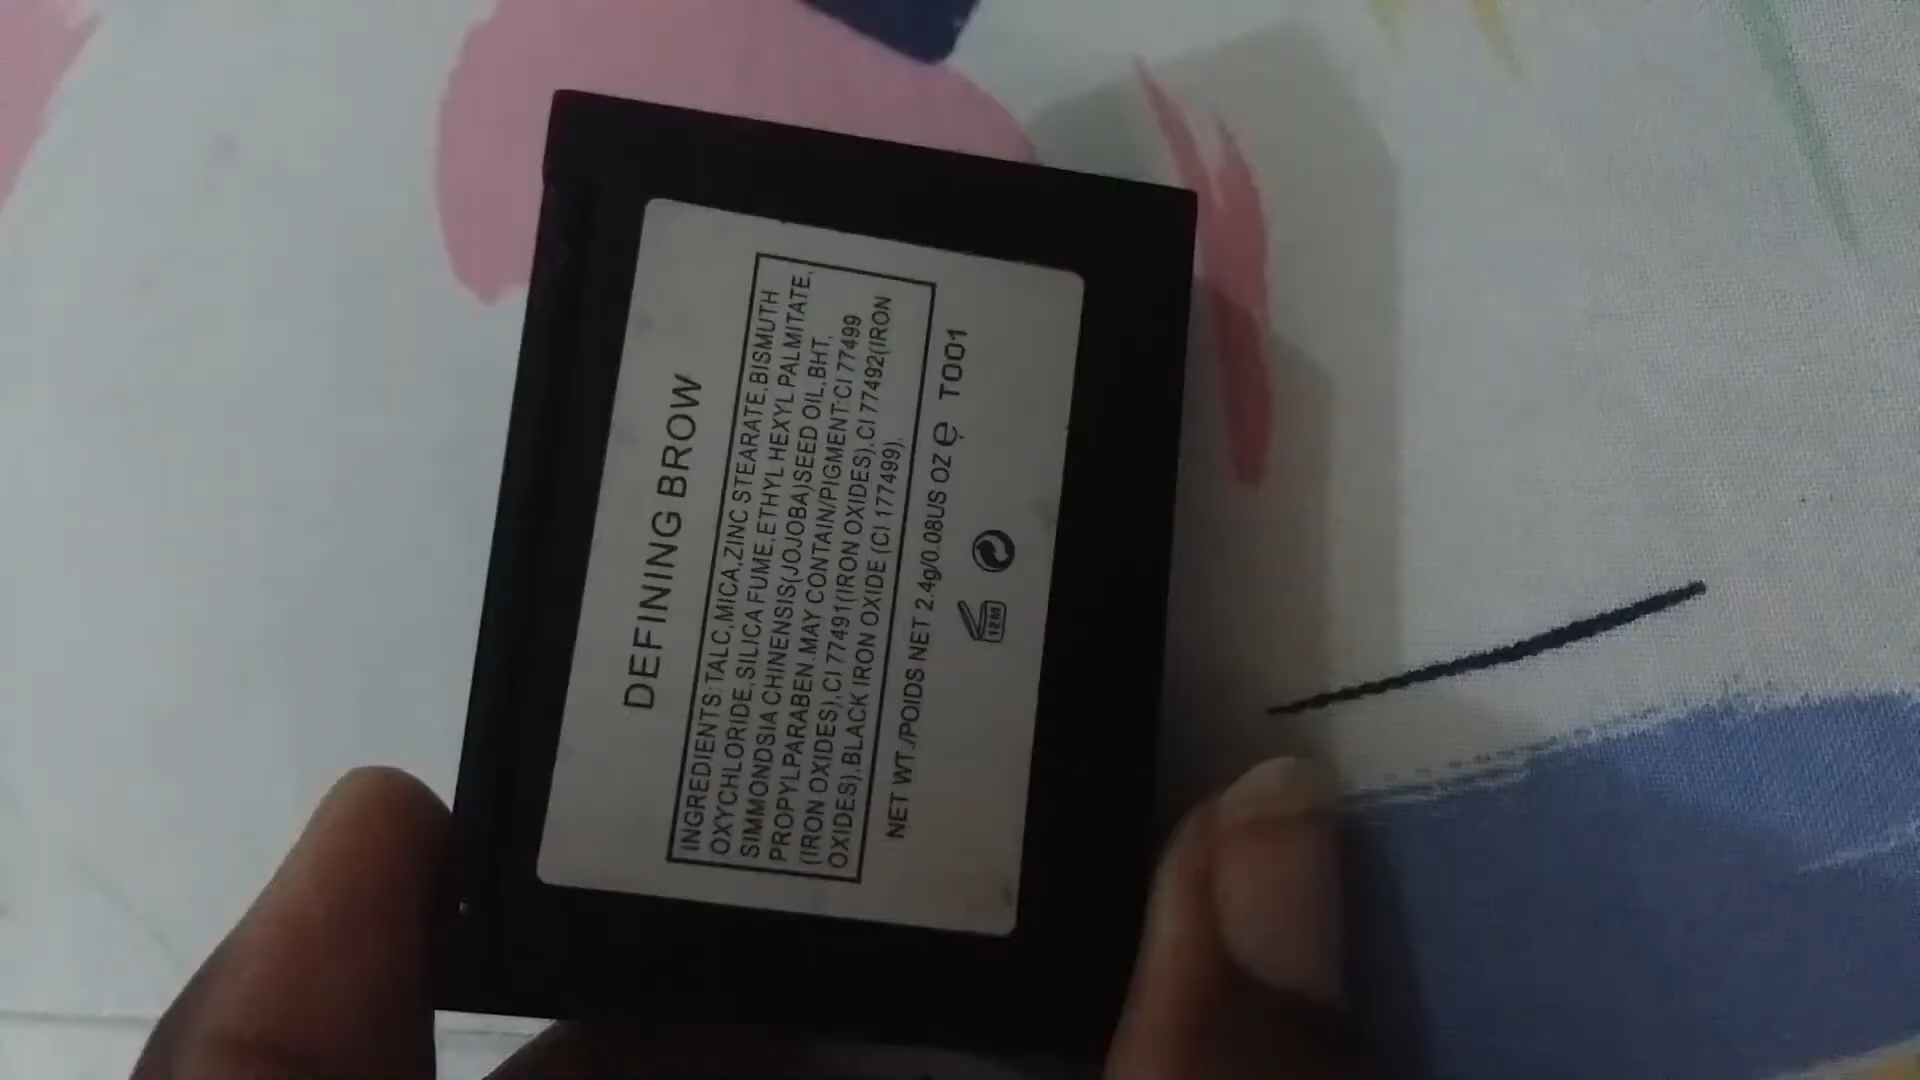 DEFINING BROW
INGREDIENTS:TALC,MICA,ZINC STEARATE,BISMUTH
OXYCHLORIDE,SILICA FUME,ETHYL HEXYL PALMITATE,
SIMMONDSIA CHINENSIS(JOJOBA)SEED OIL,BHT,
PROPYLPARABEN.MAY CONTAIN/PIGMENT:CI 77499
(IRON OXIDES),CI 77491(IRON OXIDES),CI 77492(IRON
OXIDES),BLACK IRON OXIDE (CI 177499).
NET WT./POIDS NET 2.4g/0.08US OZ e TO01
12M